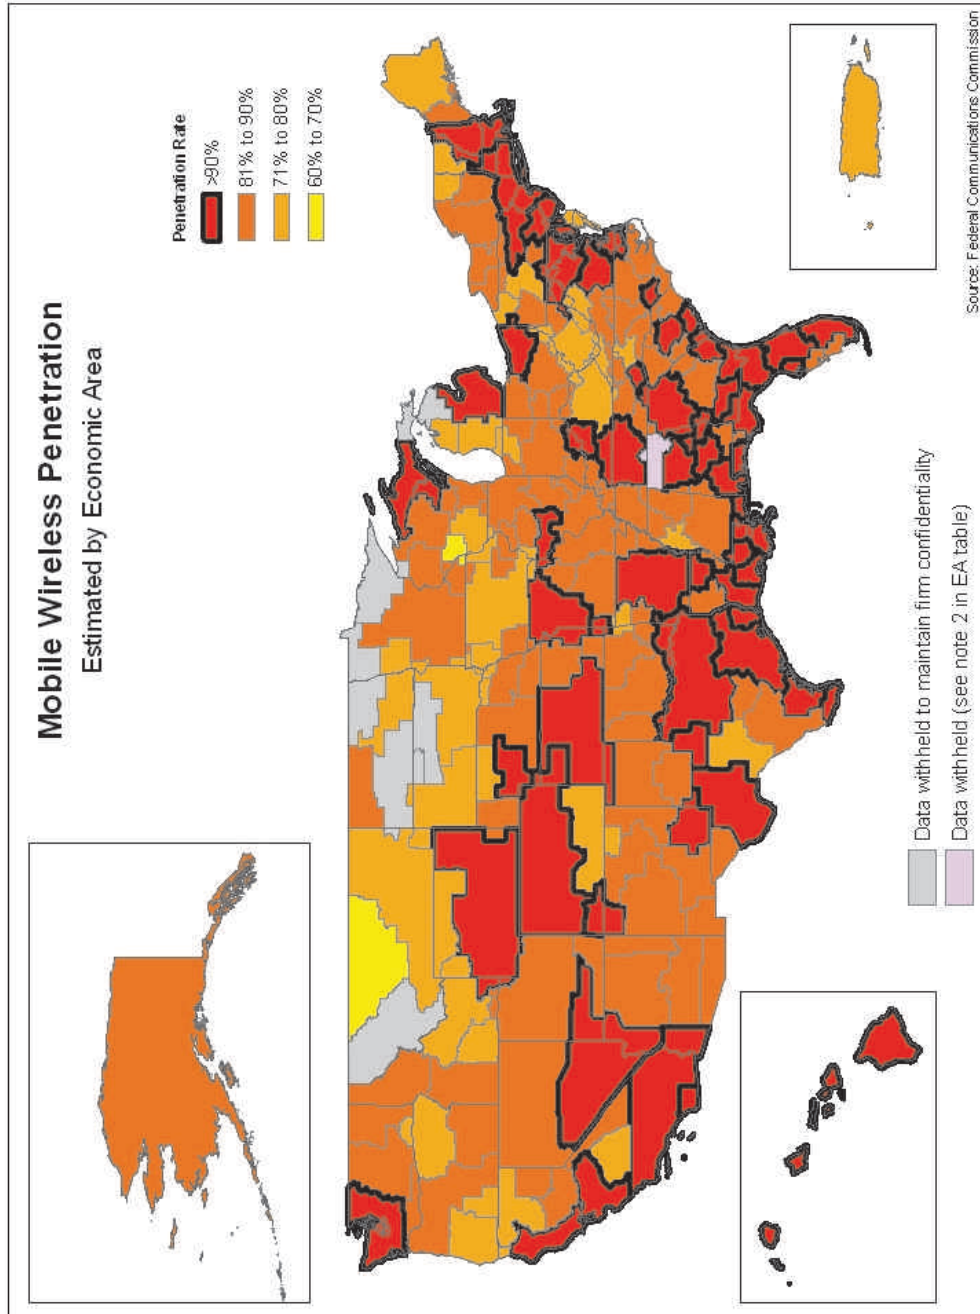 Mobile Wireless Penetration
Estimated by Economic Area
Penetration Rate
>90%
81% to 90%
71% to 80%
60% to 70%
Data withheld to maintain firm confidentiality
Data withheld (see note 2 in EA table)
Source: Federal Communications Commission